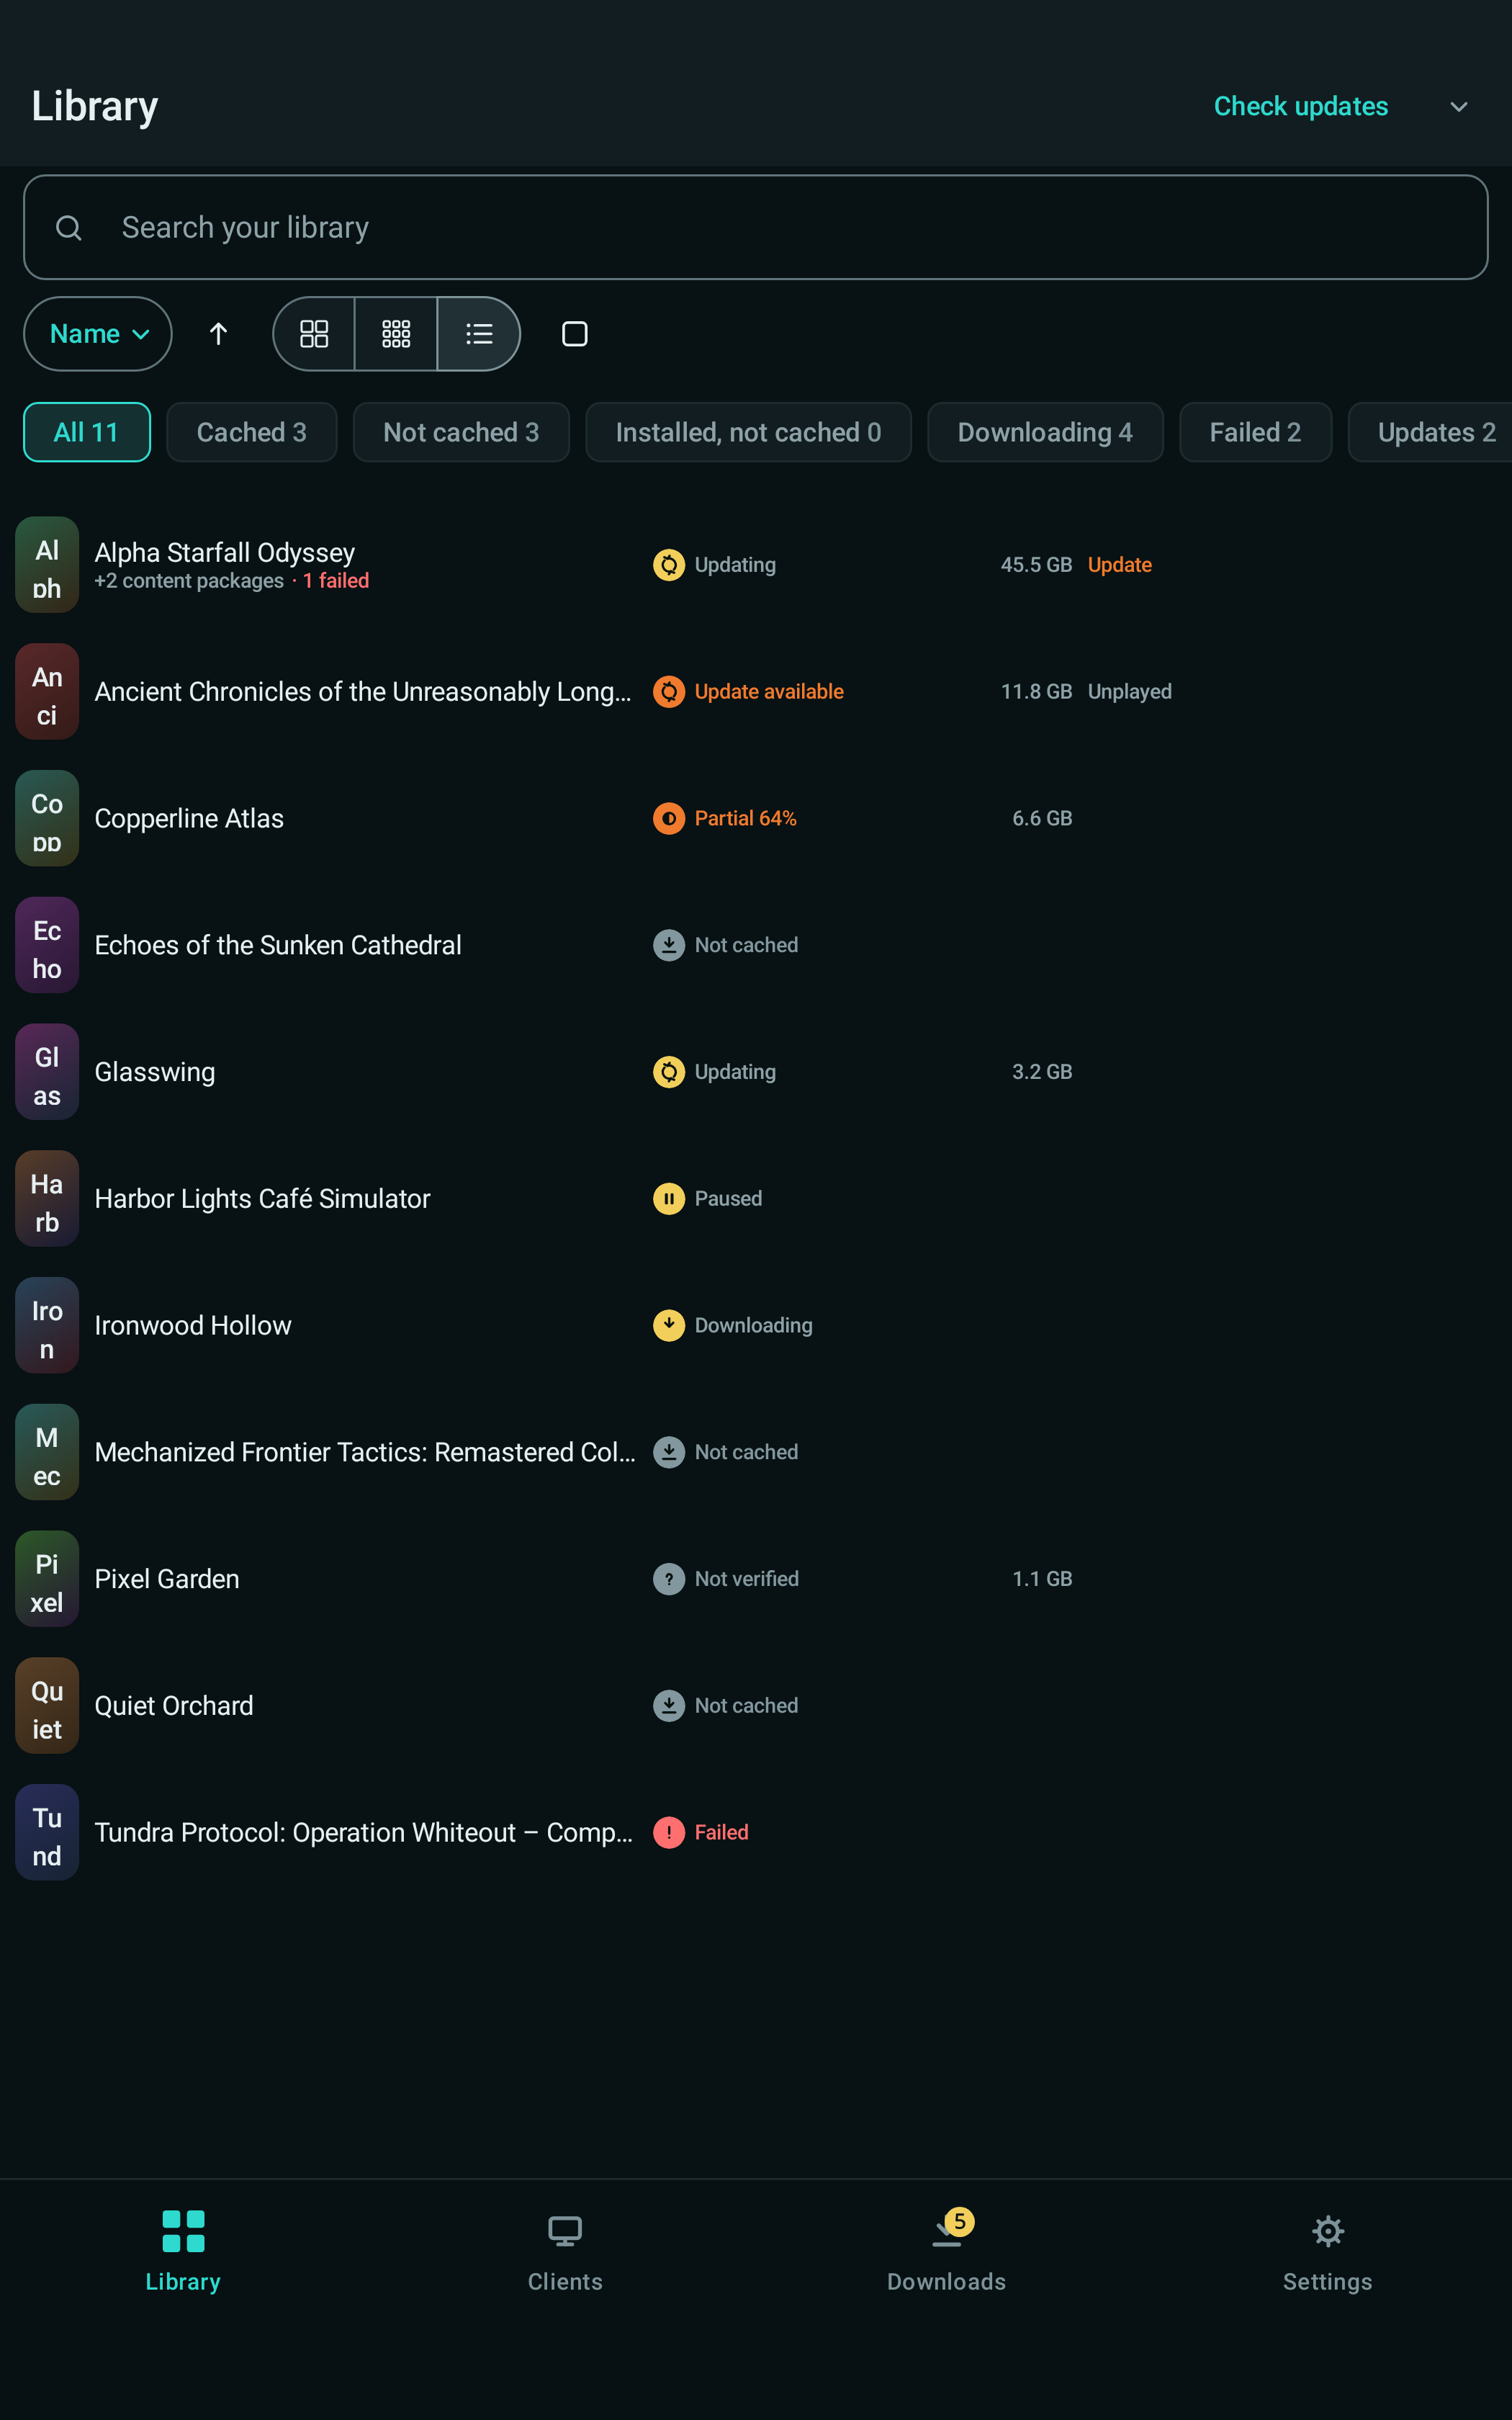 Library
Check updates
Search your library
Name
All 11
Cached 3
Not cached 3
Installed, not cached 0
Downloading 4
Failed 2
Updates 2
Al
ph
Alpha Starfall Odyssey
+2 content packages · 1 failed
Updating
45.5 GB
Update
An
ci
Ancient Chronicles of the Unreasonably Long...
Update available
11.8 GB
Unplayed
Co
pp
Copperline Atlas
Partial 64%
6.6 GB
Ec
ho
Echoes of the Sunken Cathedral
Not cached
Gl
as
Glasswing
Updating
3.2 GB
Ha
rb
Harbor Lights Café Simulator
Paused
Iro
n
Ironwood Hollow
Downloading
M
ec
Mechanized Frontier Tactics: Remastered Col...
Not cached
Pi
xel
Pixel Garden
? Not verified
1.1 GB
Qu
iet
Quiet Orchard
Not cached
Tu
nd
Tundra Protocol: Operation Whiteout – Comp...
! Failed
Library
Clients
5
Downloads
Settings